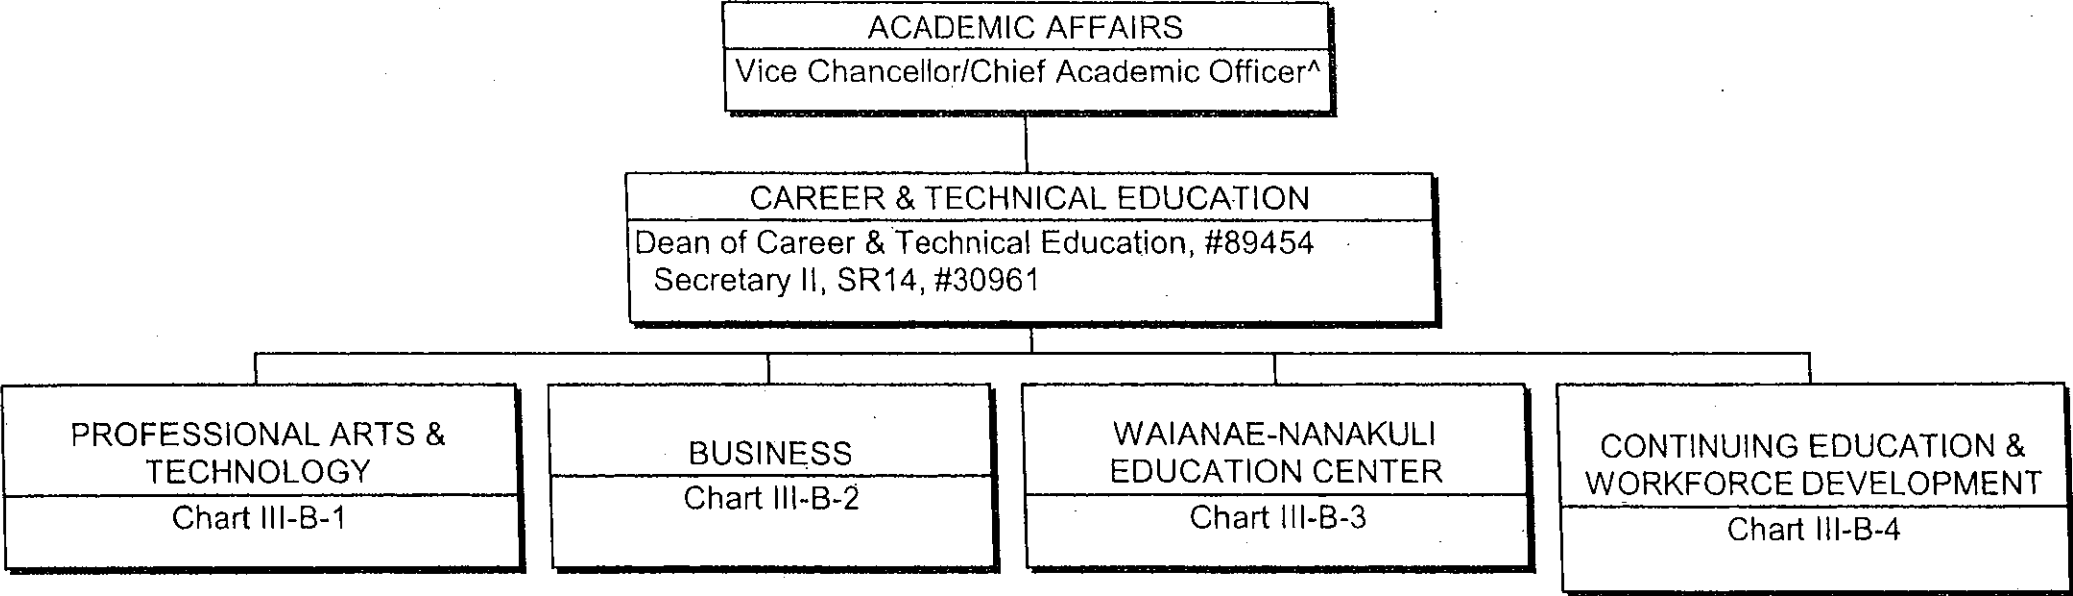 ACADEMIC AFFAIRS
Vice Chancellor/Chief Academic Officer^
CAREER & TECHNICAL EDUCATION
Dean of Career & Technical Education, #89454
Secretary II, SR14, #30961
PROFESSIONAL ARTS &
TECHNOLOGY
Chart III-B-1
BUSINESS
Chart III-B-2
WAIANAE-NANAKULI
EDUCATION CENTER
Chart III-B-3
CONTINUING EDUCATION &
WORKFORCE DEVELOPMENT
Chart III-B-4